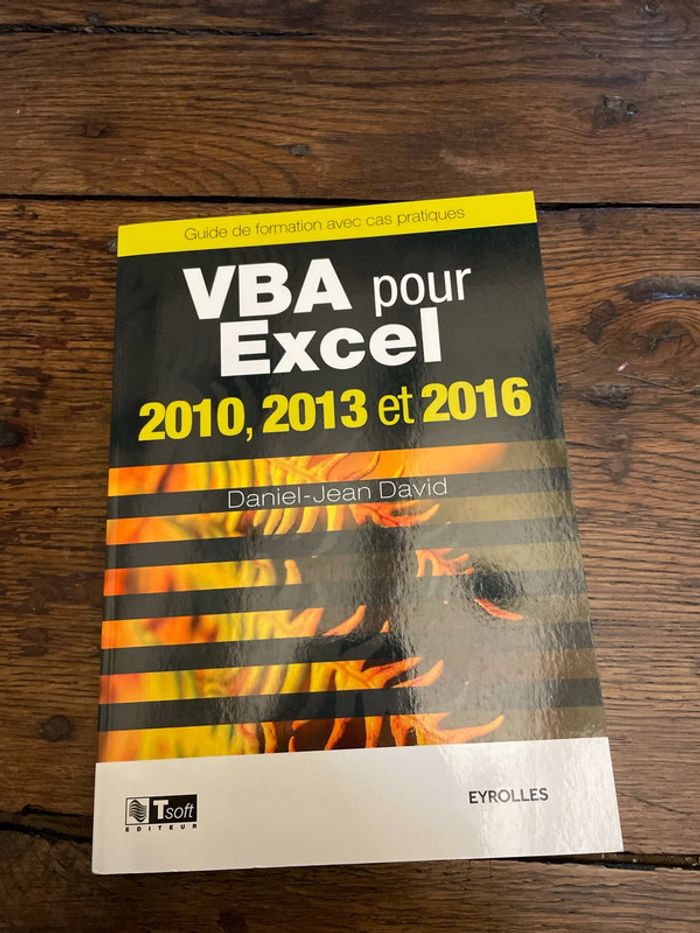 Guide de formation avec cas pratiques
VBA pour
Excel
2010, 2013 et 2016
Daniel-Jean David
Tsoft
EDITEUR
EYROLLES